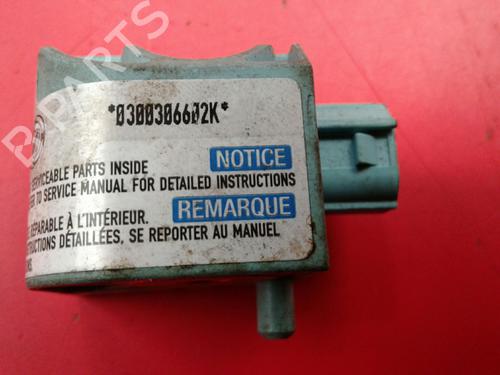 B-PARTS
*0300306602K*
SERVICEABLE PARTS INSIDE
NOTICE
TO SERVICE MANUAL FOR DETAILED INSTRUCTIONS
RÉPARABLE À L'INTÉRIEUR.
REMARQUE
DÉTAILLÉES, SE REPORTER AU MANUEL